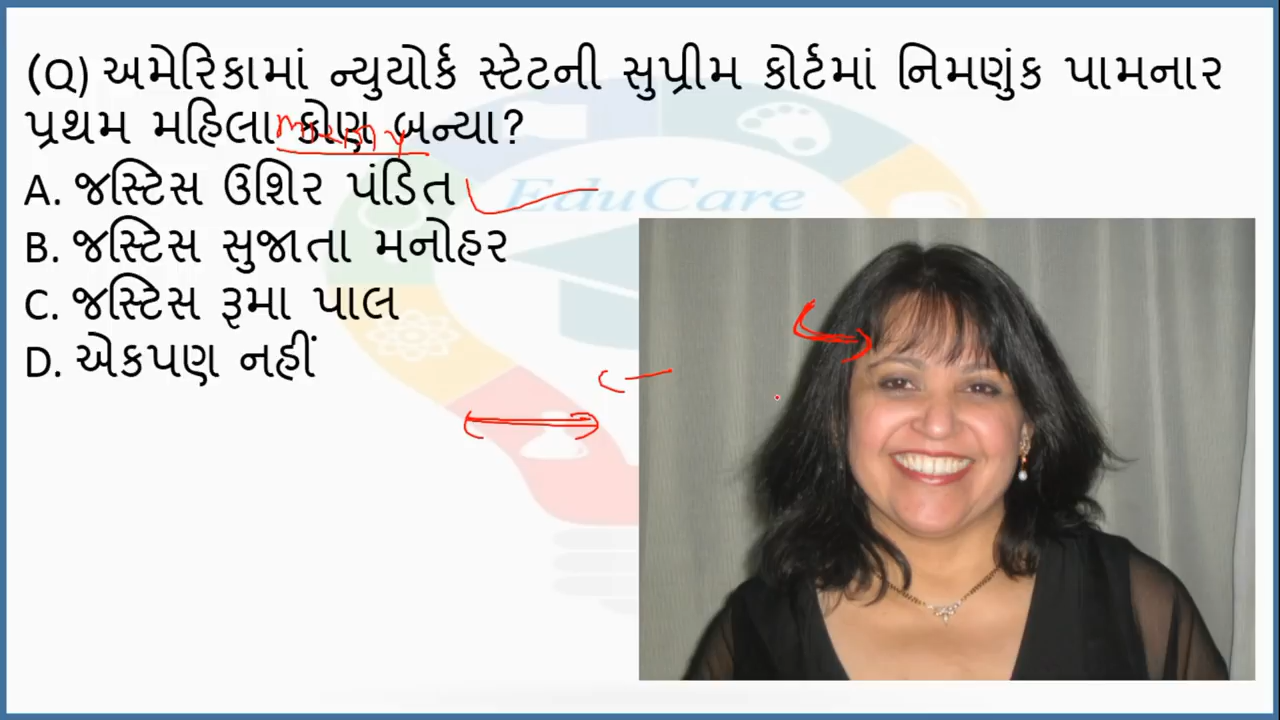 (Q) અમેરિકામાં ન્યુયોર્ક સ્ટેટની સુપ્રીમ કોર્ટમાં નિમણુંક પામનાર
પ્રથમ મહિલા કોણ બન્યા?
A. જસ્ટિસ ઉશિર પંડિત
EduCare
B. જસ્ટિસ સુજાતા મનોહર
C. જસ્ટિસ રૂમા પાલ
D. એકપણ નહીં